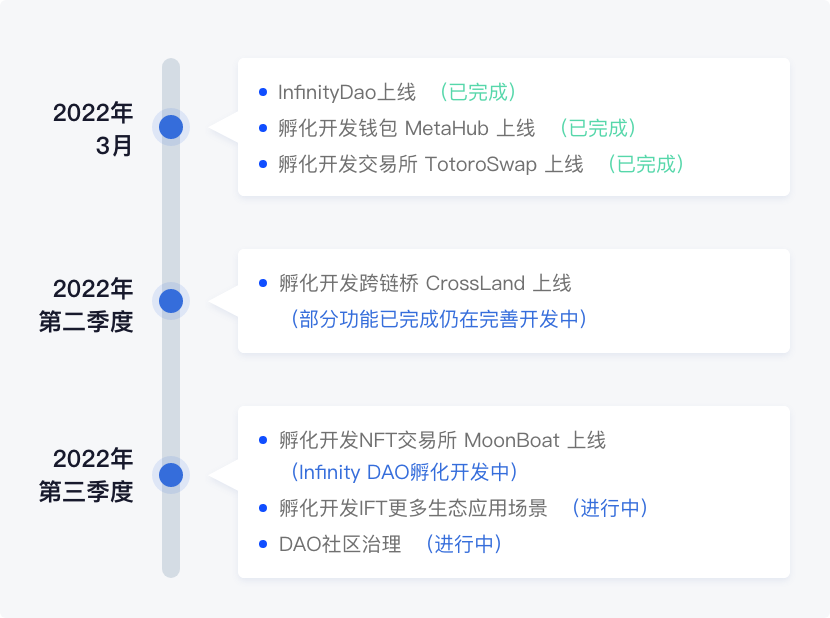 2022年
3月
InfinityDao上线 （已完成）
孵化开发钱包 MetaHub 上线 （已完成）
孵化开发交易所 TotoroSwap 上线 （已完成）
2022年
第二季度
孵化开发跨链桥 CrossLand 上线
（部分功能已完成仍在完善开发中）
2022年
第三季度
孵化开发NFT交易所 MoonBoat 上线
（Infinity DAO孵化开发中）
孵化开发IFT更多生态应用场景 （进行中）
DAO社区治理 （进行中）